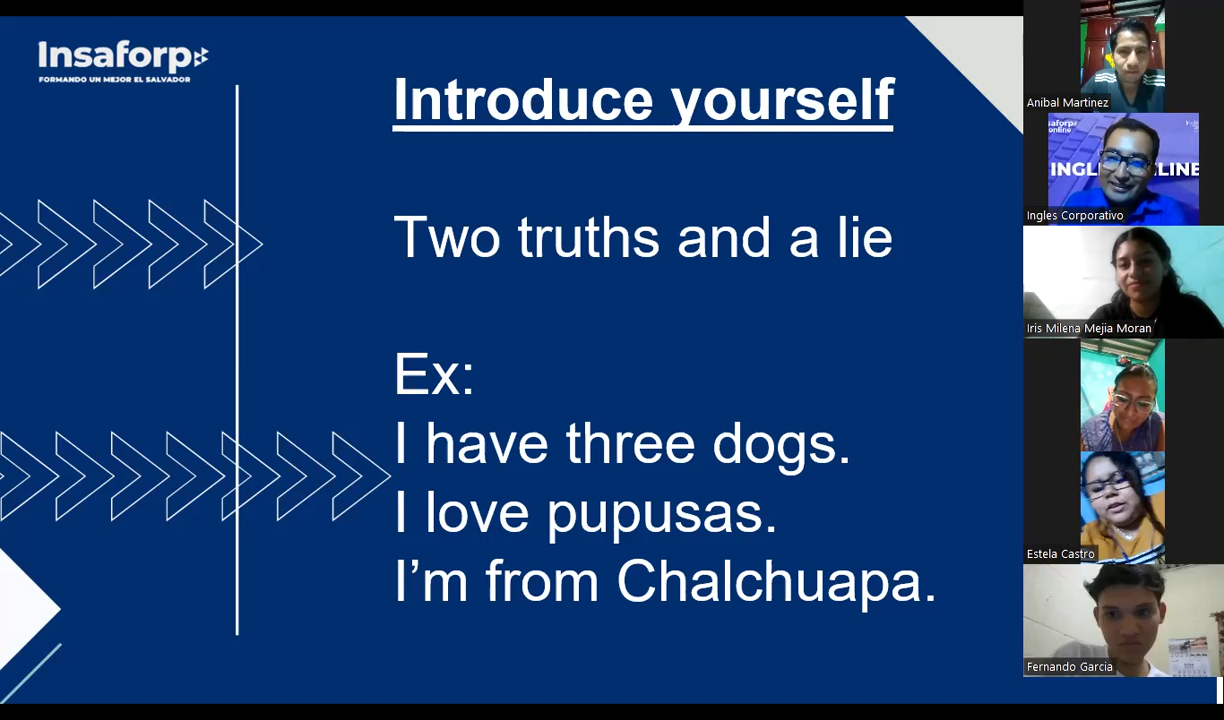 Insaforp
FORMANDO UN MEJOR EL SALVADOR
Introduce yourself
Two truths and a lie
Ex:
I have three dogs.
I love pupusas.
I'm from Chalchuapa.
Anibal Martinez
Ingles Corporativo
Iris Milena Mejia Moran
Estela Castro
Fernando Garcia